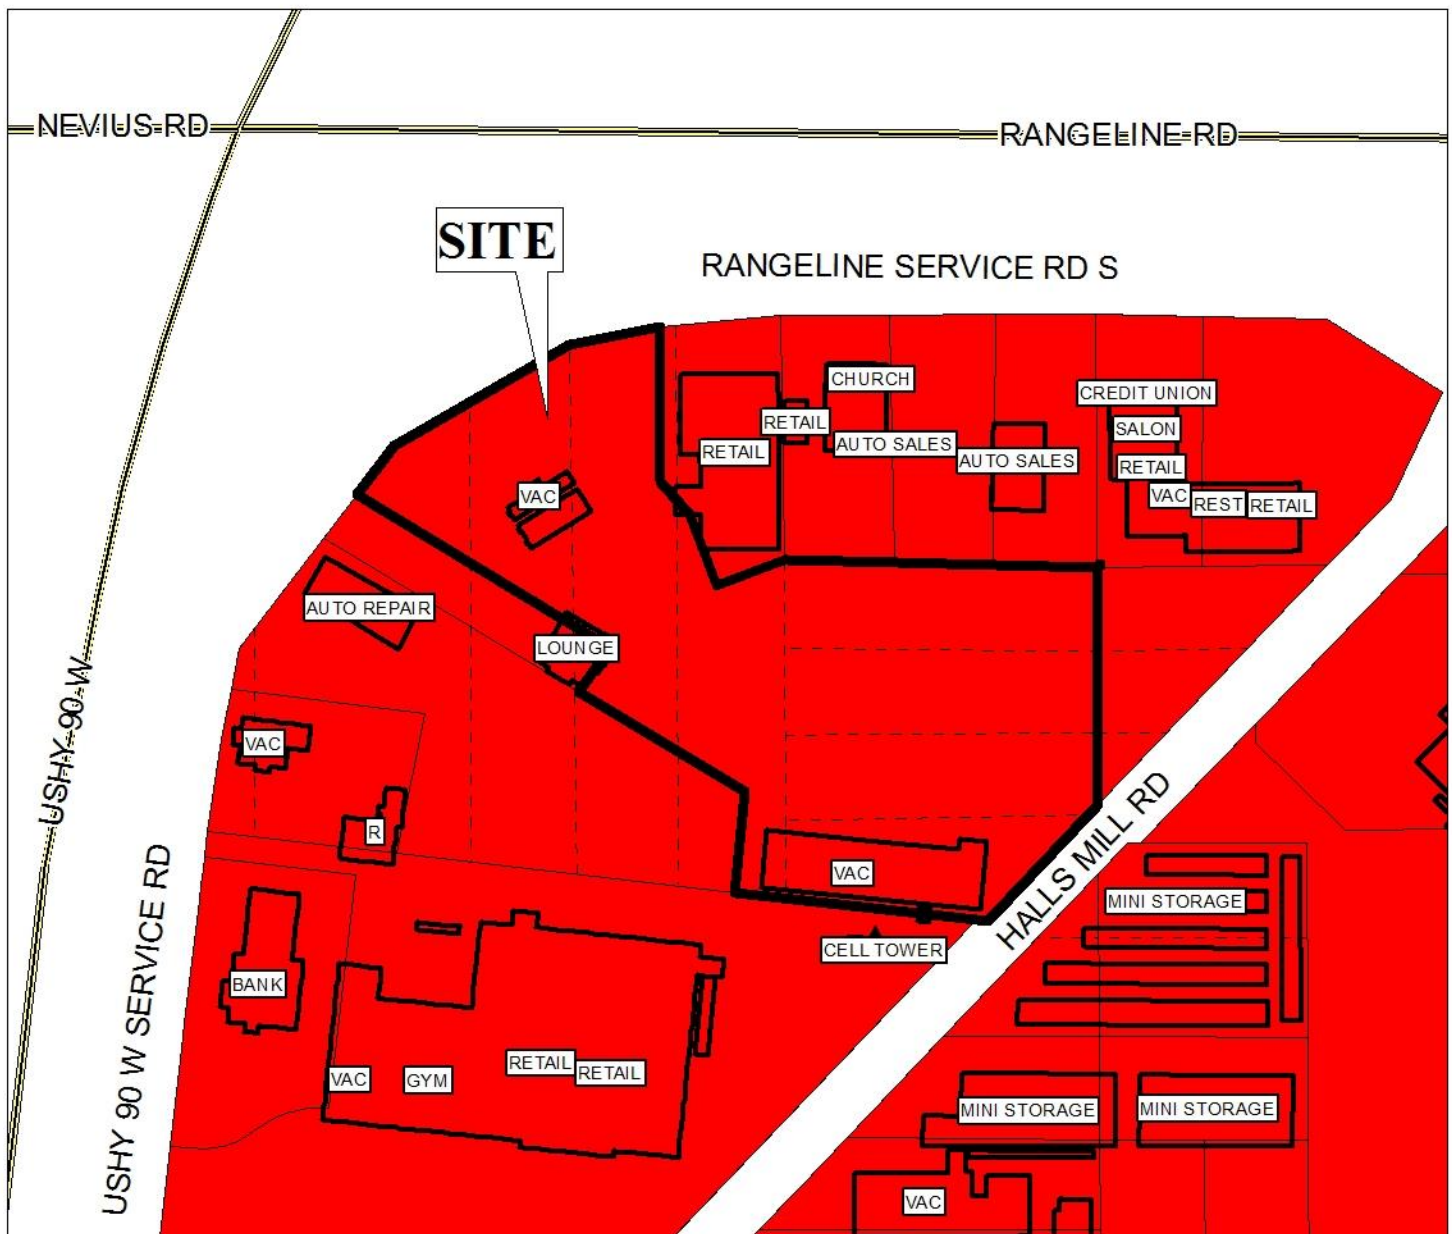 NEVIUS RD
RANGELINE RD
SITE
RANGELINE SERVICE RD S
CHURCH
CREDIT UNION
RETAIL
SALON
RETAIL
AUTO SALES
AUTO SALES
RETAIL
VAC
VAC
REST
RETAIL
AUTO REPAIR
LOUNGE
USHY 90 W
VAC
R
VAC
HALLS MILL RD
MINI STORAGE
USHY 90 W SERVICE RD
CELL TOWER
BANK
RETAIL
RETAIL
VAC
GYM
MINI STORAGE
MINI STORAGE
VAC